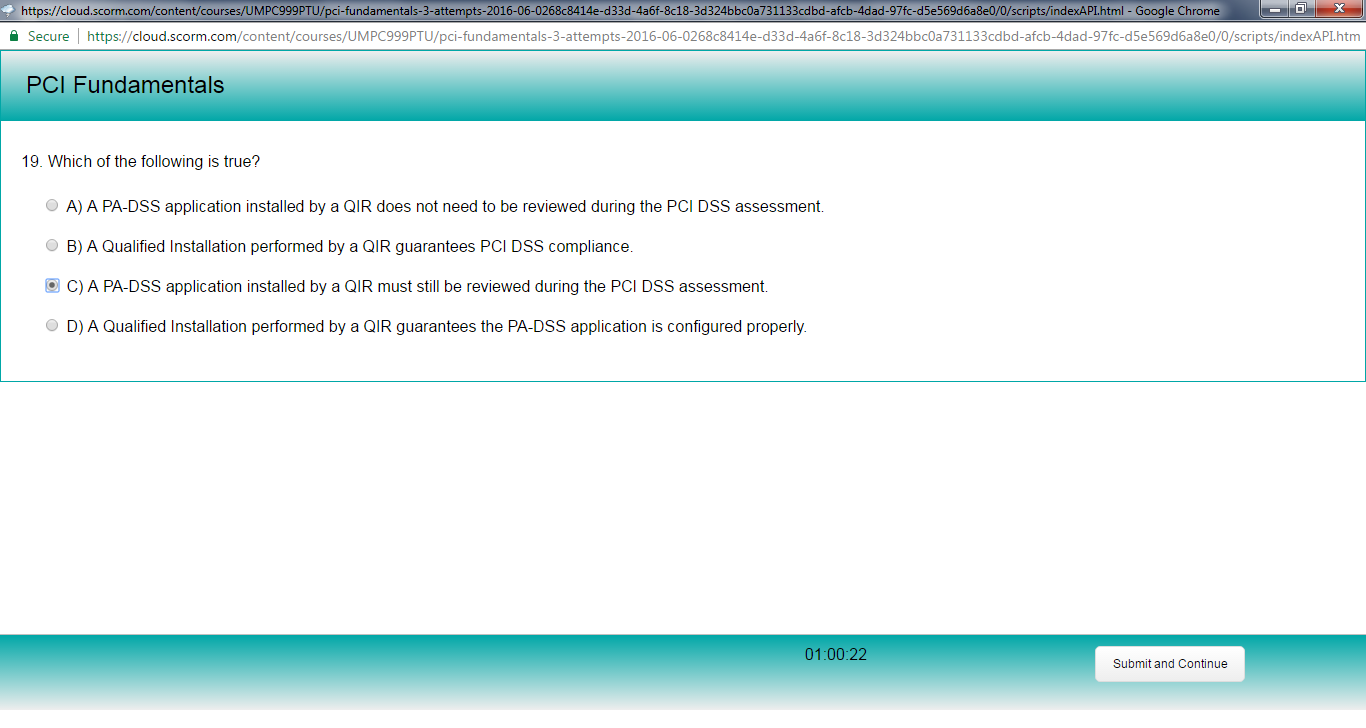 https://cloud.scorm.com/content/courses/UMPC999PTU/pci-fundamentals-3-attempts-2016-06-0268c8414e-d33d-4a6f-8c18-3d324bbc0a731133cdbd-afcb-4dad-97fc-d5e569d6a8e0/0/scripts/indexAPI.html - Google Chrome
Secure https://cloud.scorm.com/content/courses/UMPC999PTU/pci-fundamentals-3-attempts-2016-06-0268c8414e-d33d-4a6f-8c18-3d324bbc0a731133cdbd-afcb-4dad-97fc-d5e569d6a8e0/0/scripts/indexAPI.htm
PCI Fundamentals
19. Which of the following is true?
A) A PA-DSS application installed by a QIR does not need to be reviewed during the PCI DSS assessment.
B) A Qualified Installation performed by a QIR guarantees PCI DSS compliance.
C) A PA-DSS application installed by a QIR must still be reviewed during the PCI DSS assessment.
D) A Qualified Installation performed by a QIR guarantees the PA-DSS application is configured properly.
01:00:22
Submit and Continue